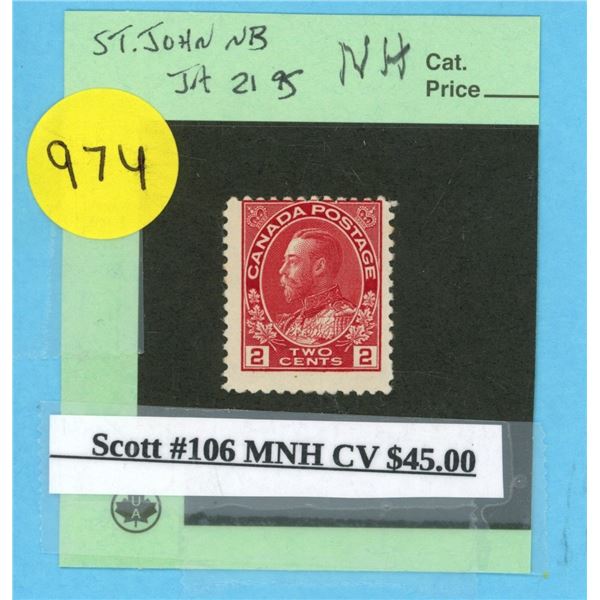 ST. JOHN NB
JA 21 95
NH
Cat.
Price
974
CANADA POSTAGE
2 TWO CENTS 2
Scott #106 MNH CV $45.00
UA